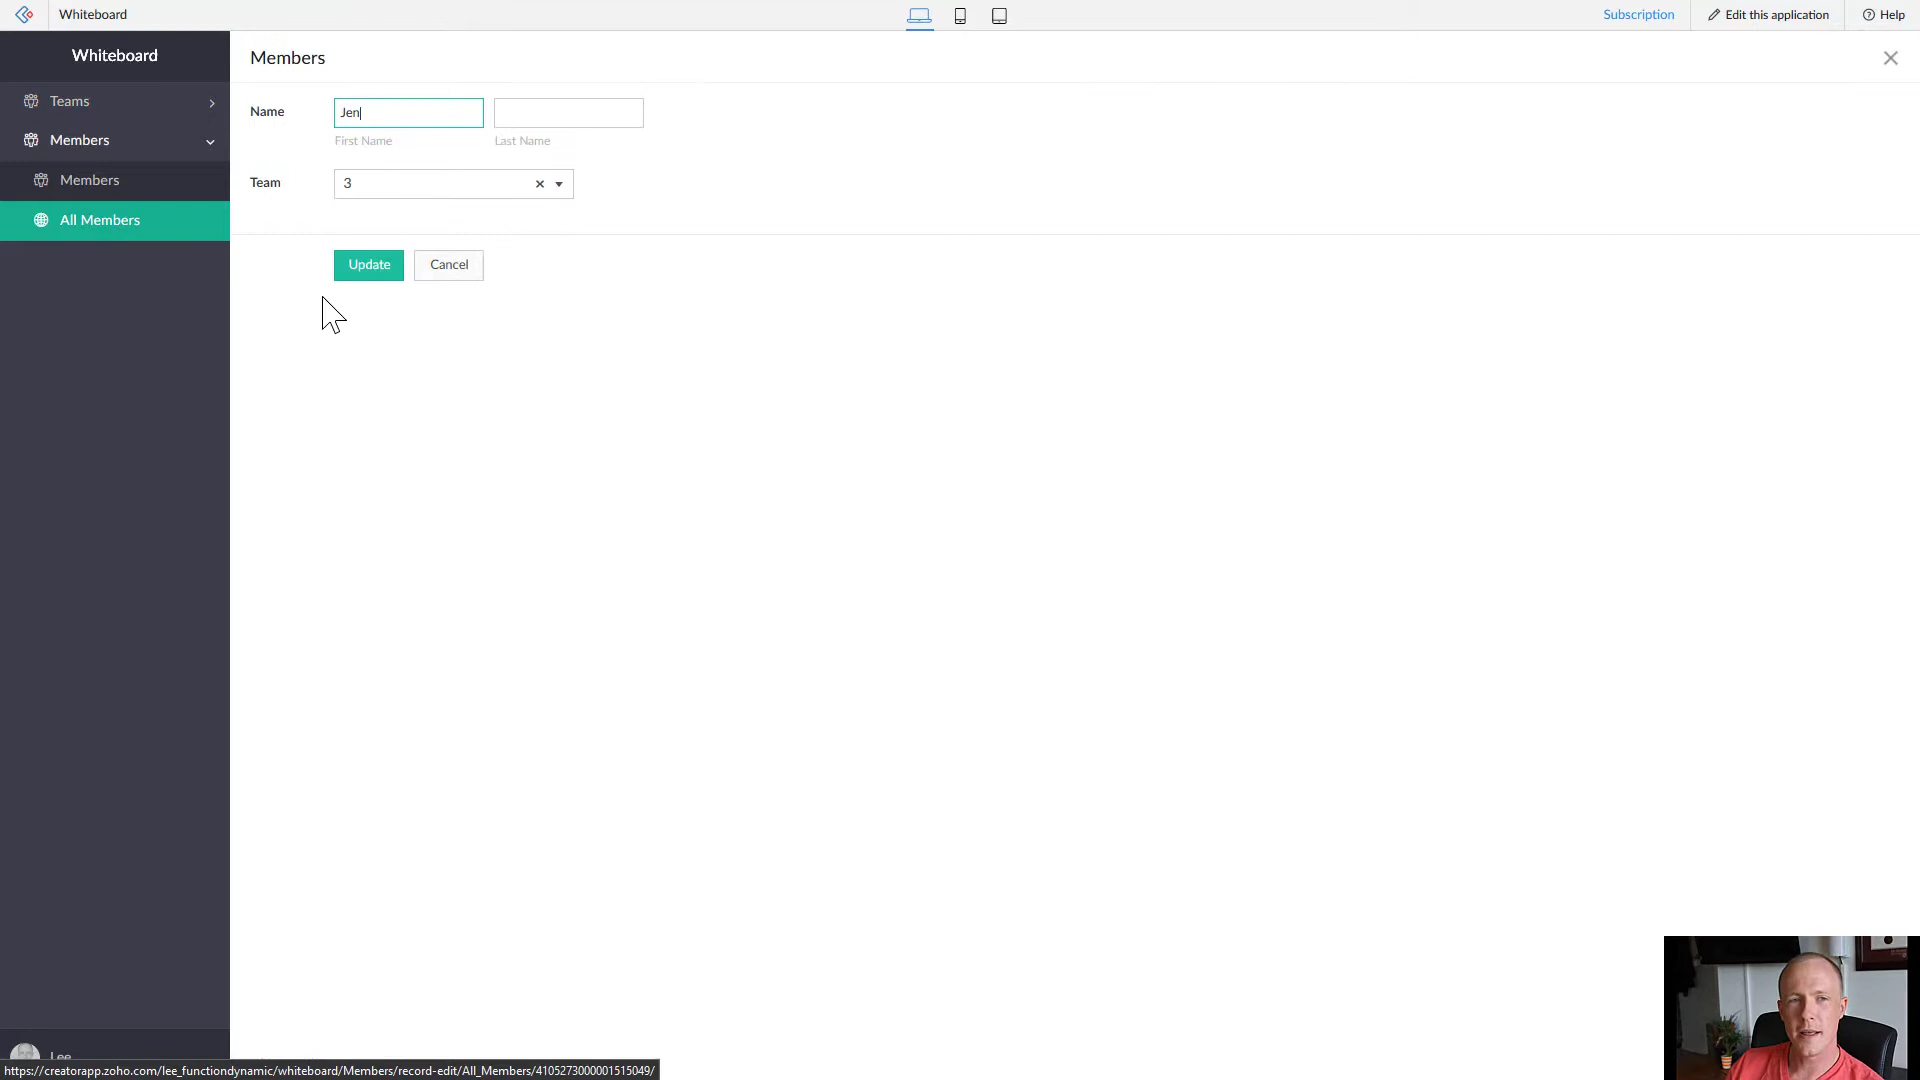 Whiteboard
Subscription
Edit this application
Help
Whiteboard
Teams
Members
Members
All Members
Members
Name
Jen
First Name
Last Name
Team
3
Update
Cancel
Lee
https://creatorapp.zoho.com/lee_functiondynamic/whiteboard/Members/record-edit/All_Members/4105273000001515049/